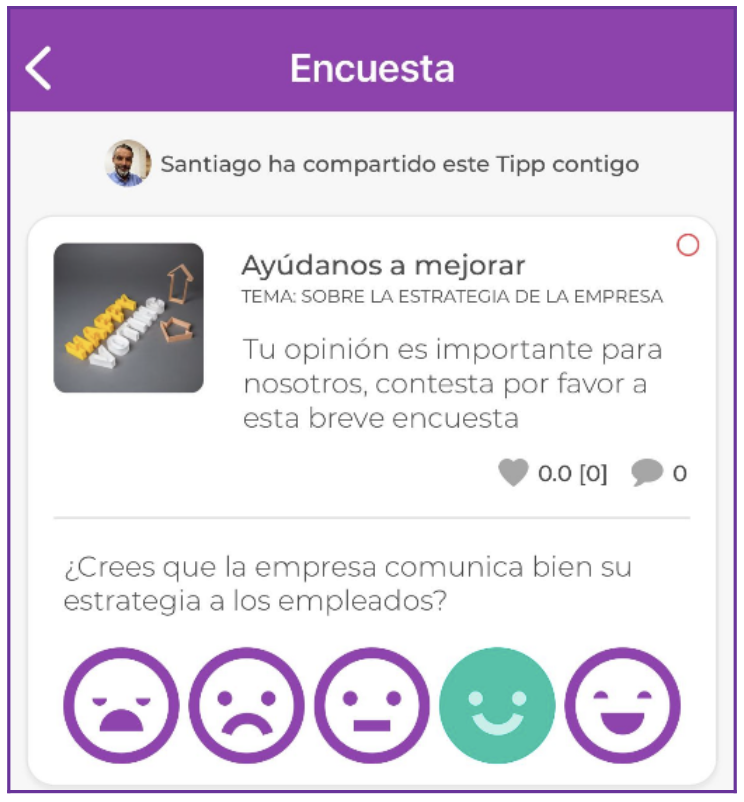 Encuesta
Santiago ha compartido este Tipp contigo
Ayúdanos a mejorar
TEMA: SOBRE LA ESTRATEGIA DE LA EMPRESA
Tu opinión es importante para
nosotros, contesta por favor a
esta breve encuesta
HAPPY
VOTING
0.0 [0] 0
¿Crees que la empresa comunica bien su
estrategia a los empleados?